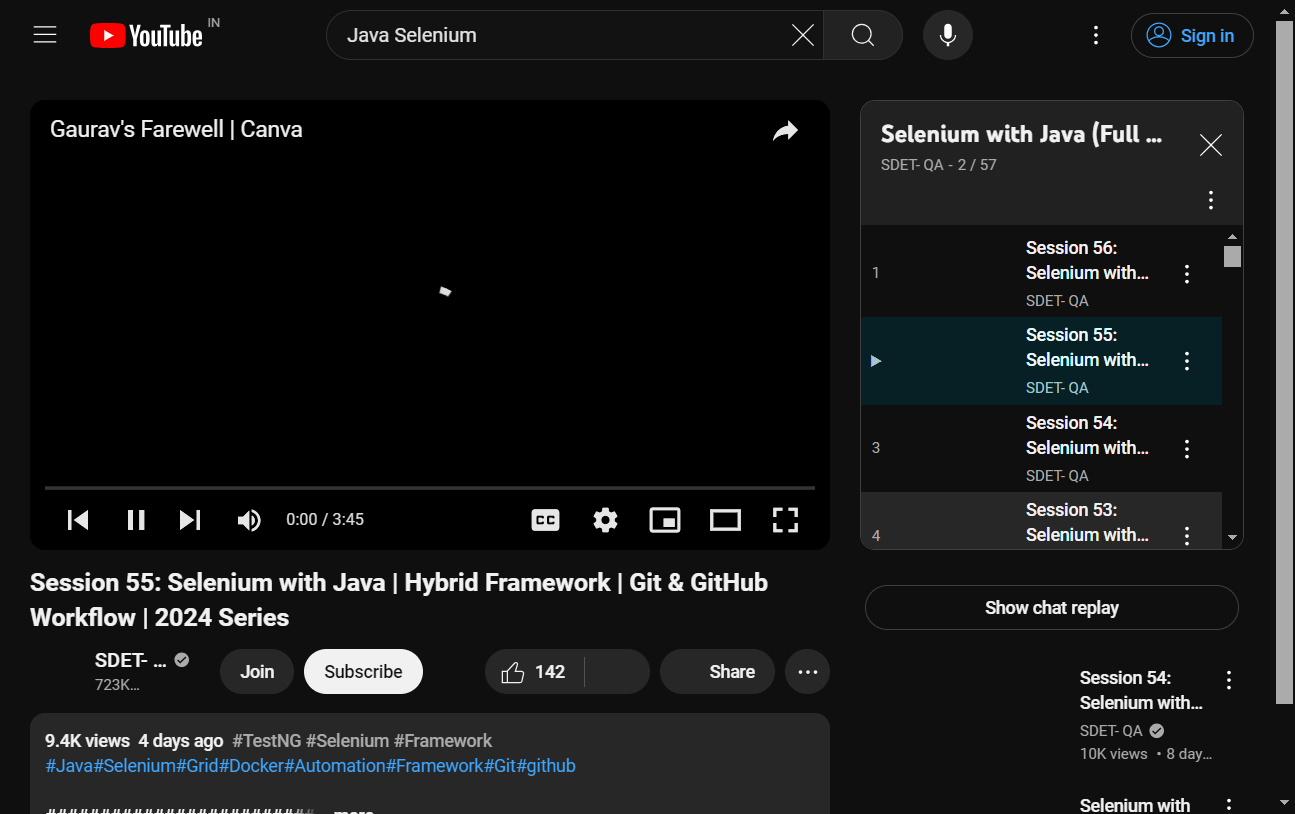 YouTube IN
Java Selenium
Sign in
Gaurav's Farewell | Canva
0:00 / 3:45
CC
Session 55: Selenium with Java | Hybrid Framework | Git & GitHub
Workflow | 2024 Series
SDET- ...
723K...
Join
Subscribe
142
Share
9.4K views 4 days ago #TestNG #Selenium #Framework
#Java#Selenium#Grid#Docker#Automation#Framework#Git#github
Selenium with Java (Full ...
SDET- QA - 2 / 57
1
Session 56:
Selenium with...
SDET- QA
Session 55:
Selenium with...
SDET- QA
3
Session 54:
Selenium with...
SDET- QA
4
Session 53:
Selenium with...
Show chat replay
Session 54:
Selenium with...
SDET- QA
10K views • 8 day...
Selenium with